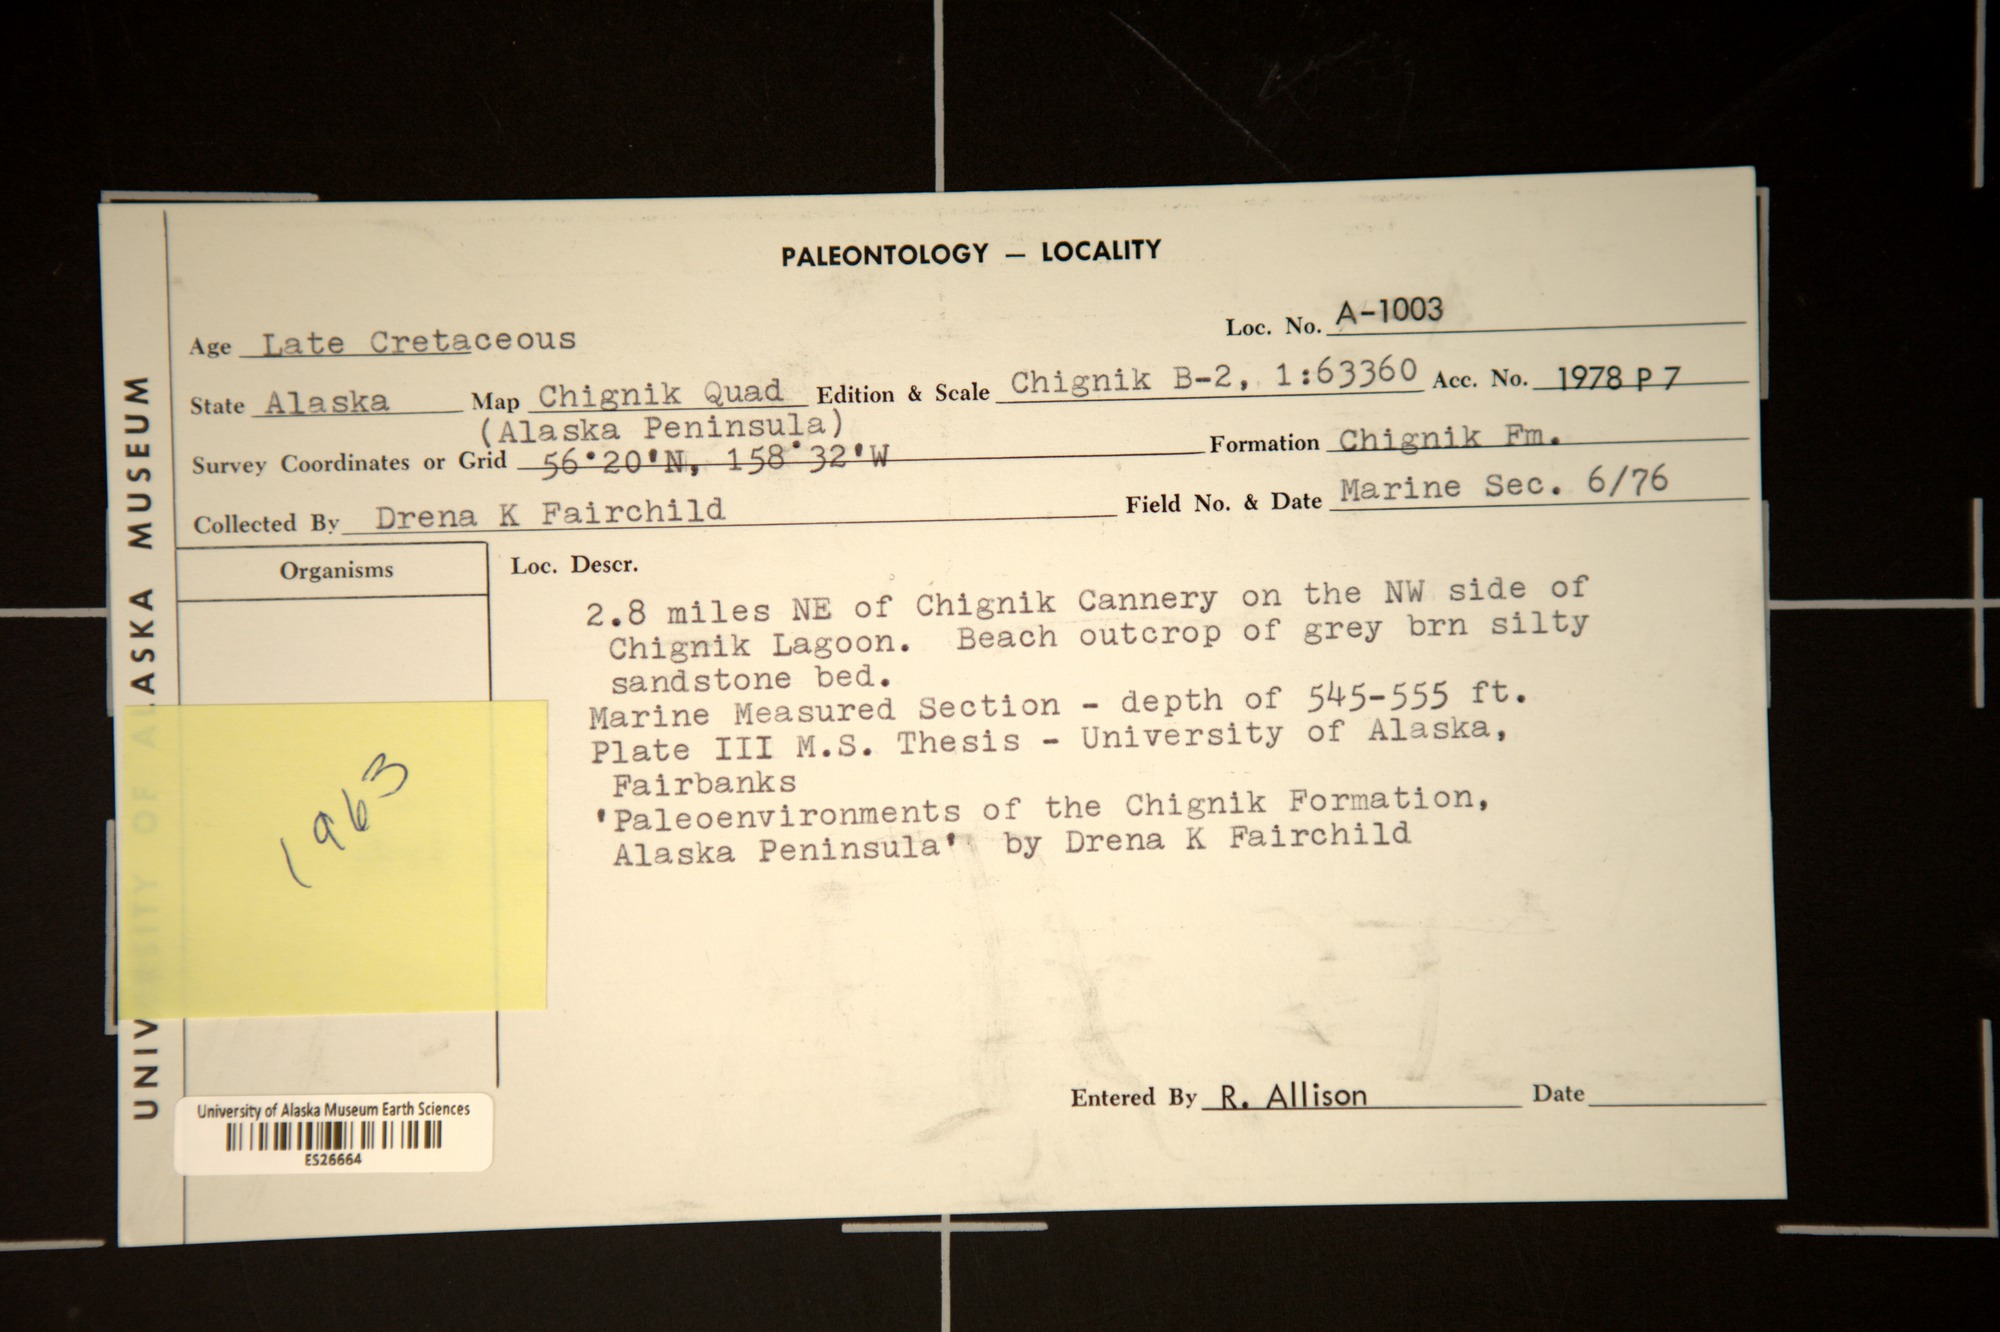 PALEONTOLOGY — LOCALITY
Loc. No. A-1003
Age Late Cretaceous
State Alaska Map Chignik Quad Edition & Scale Chignik B-2, 1:63360 Acc. No. 1978 P 7
(Alaska Peninsula)
Survey Coordinates or Grid 56°20'N, 158°32'W Formation Chignik Fm.
Collected By Drena K Fairchild Field No. & Date Marine Sec. 6/76
Organisms
Loc. Descr.
2.8 miles NE of Chignik Cannery on the NW side of
Chignik Lagoon. Beach outcrop of grey brn silty
sandstone bed.
Marine Measured Section - depth of 545-555 ft.
Plate III M.S. Thesis - University of Alaska,
Fairbanks
'Paleoenvironments of the Chignik Formation,
Alaska Peninsula' by Drena K Fairchild
1963
Entered By R. Allison Date
UNIVERSITY OF ALASKA MUSEUM
University of Alaska Museum Earth Sciences
ES26664